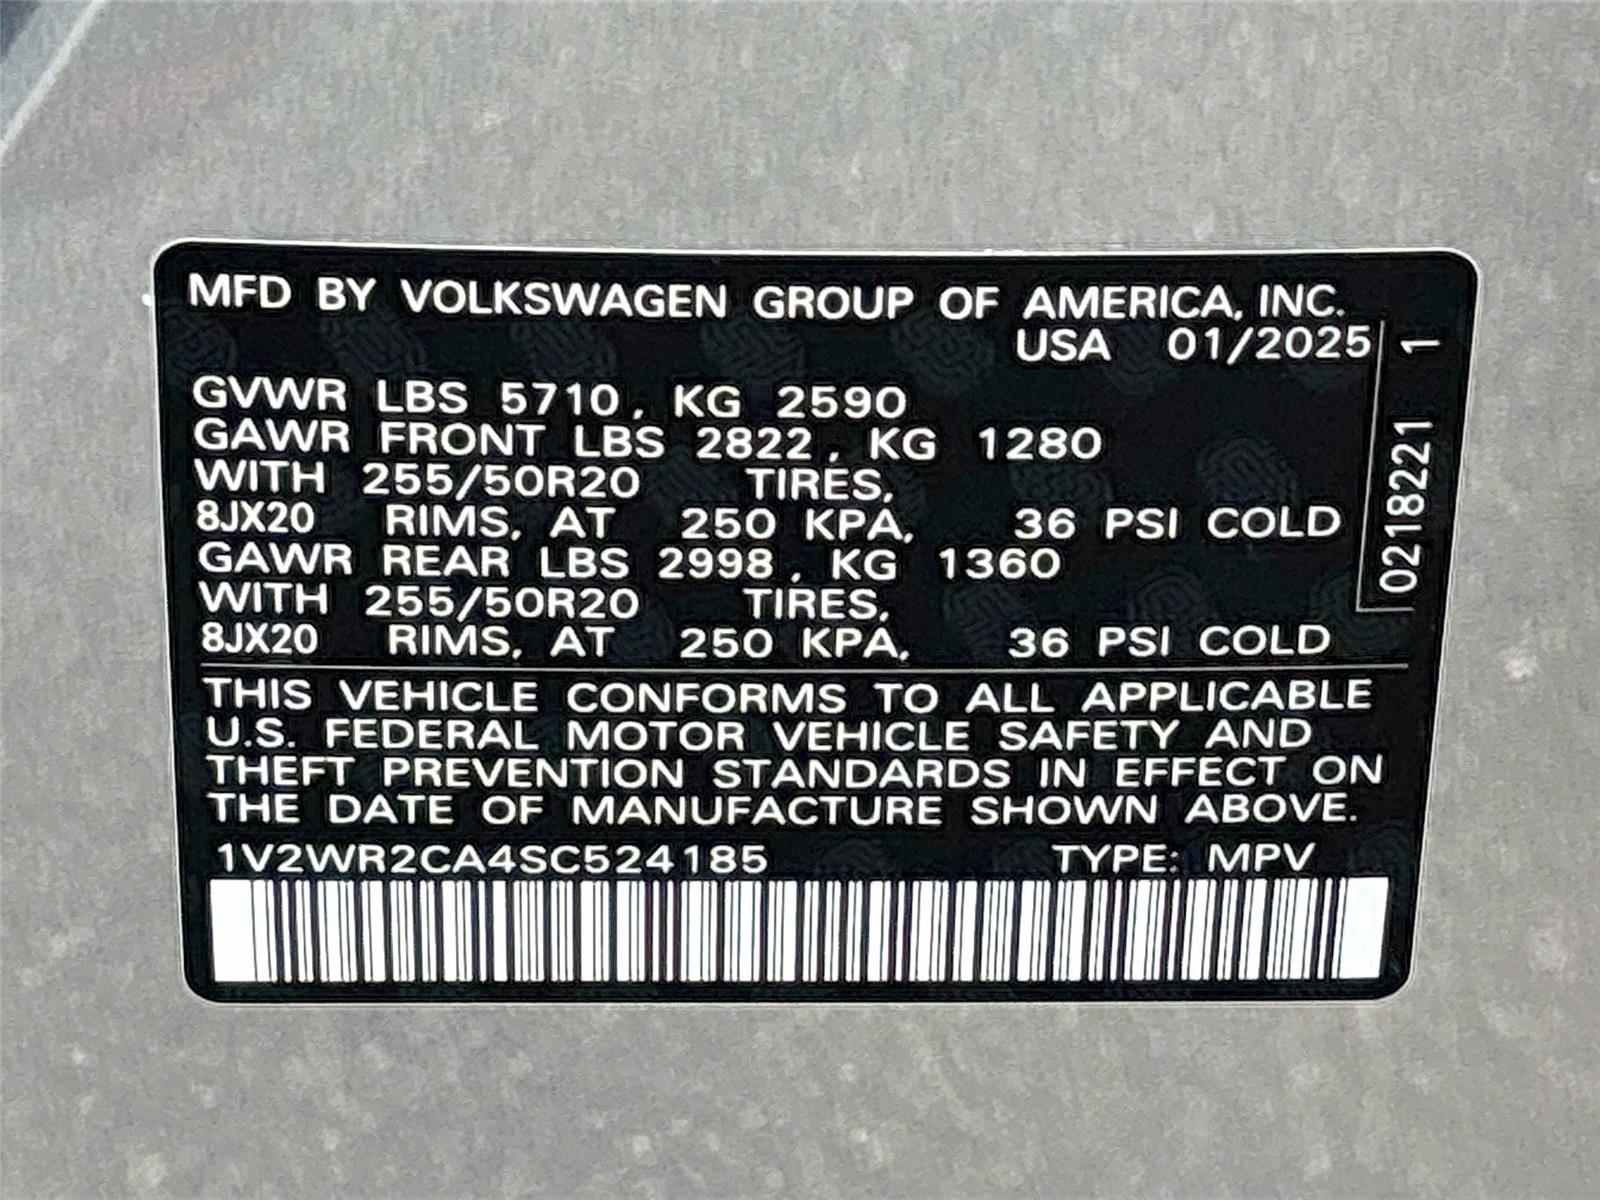 MFD BY VOLKSWAGEN GROUP OF AMERICA, INC.
USA 01/2025
GVWR LBS 5710, KG 2590
GAWR FRONT LBS 2822, KG 1280
WITH 255/50R20 TIRES,
8JX20 RIMS, AT 250 KPA, 36 PSI COLD
GAWR REAR LBS 2998, KG 1360
WITH 255/50R20 TIRES,
8JX20 RIMS, AT 250 KPA, 36 PSI COLD
THIS VEHICLE CONFORMS TO ALL APPLICABLE
U.S. FEDERAL MOTOR VEHICLE SAFETY AND
THEFT PREVENTION STANDARDS IN EFFECT ON
THE DATE OF MANUFACTURE SHOWN ABOVE.
1V2WR2CA4SC524185 TYPE: MPV
0218221 1